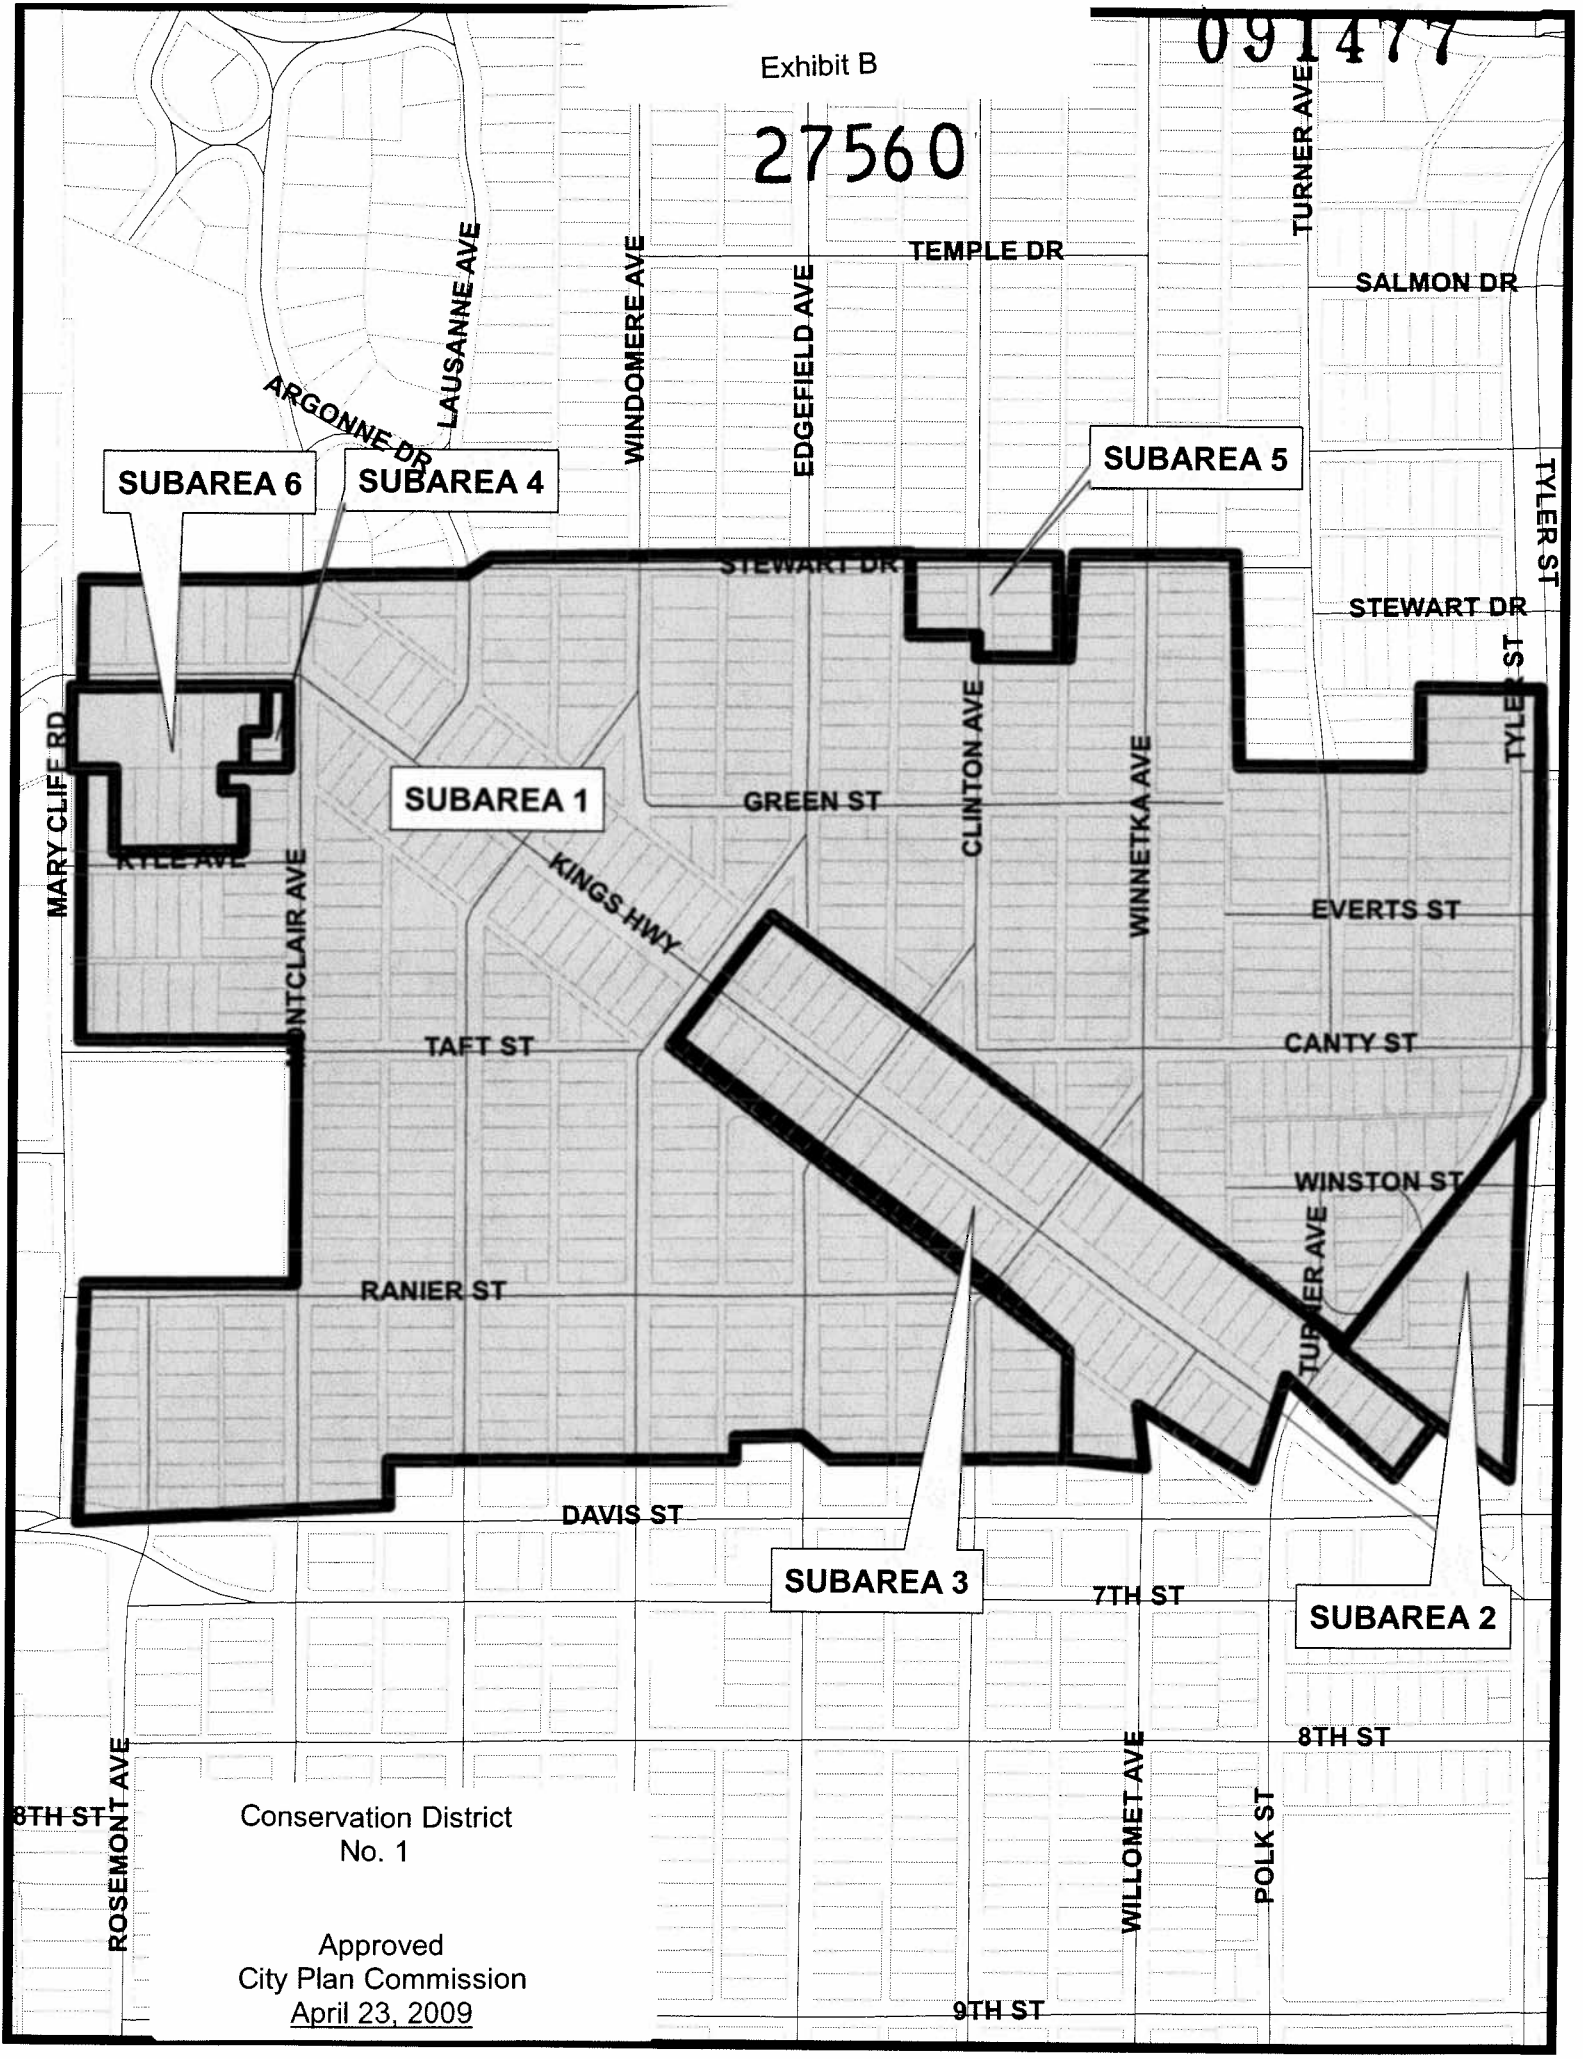 091477
Exhibit B
27560
TURNER AVE
TEMPLE DR
SALMON DR
LAUSANNE AVE
WINDOMERE AVE
EDGEFIELD AVE
ARGONNE DR
SUBAREA 6
SUBAREA 4
SUBAREA 5
TYLER ST
STEWART DR
STEWART DR
TYLER ST
MARY CLIFF RD
SUBAREA 1
GREEN ST
CLINTON AVE
WINNETKA AVE
KYLE AVE
MONTCLAIR AVE
KINGS HWY
EVERTS ST
TAFT ST
CANTY ST
WINSTON ST
TURNER AVE
RANIER ST
DAVIS ST
SUBAREA 3
7TH ST
SUBAREA 2
8TH ST
ROSEMONT AVE
WILLOMET AVE
POLK ST
8TH ST
Conservation District
No. 1
Approved
City Plan Commission
April 23, 2009
9TH ST